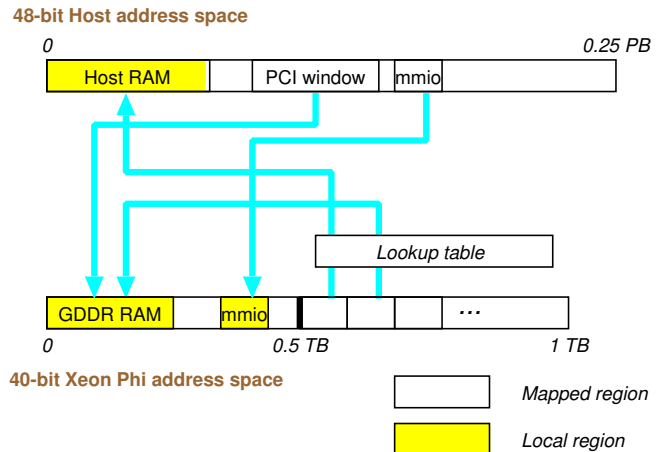 48-bit Host address space
0 0.25 PB
Host RAM PCI window mmio
Lookup table
GDDR RAM mmio ...
0 0.5 TB 1 TB
40-bit Xeon Phi address space
Mapped region
Local region